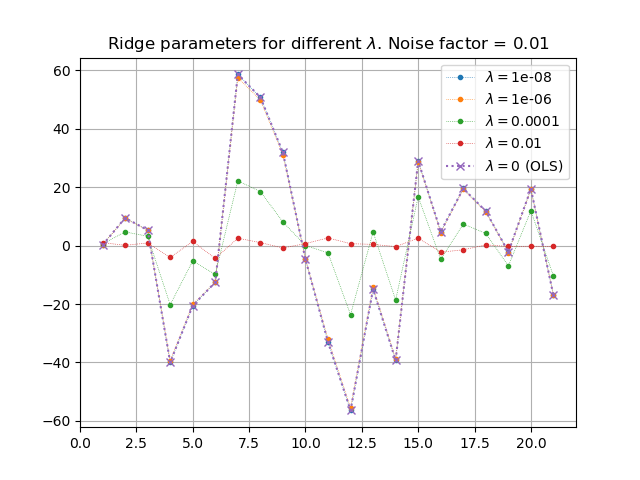 Ridge parameters for different λ. Noise factor = 0.01
λ = 1e-08
λ = 1e-06
λ = 0.0001
λ = 0.01
λ = 0 (OLS)
60
40
20
0
−20
−40
−60
0.0 2.5 5.0 7.5 10.0 12.5 15.0 17.5 20.0